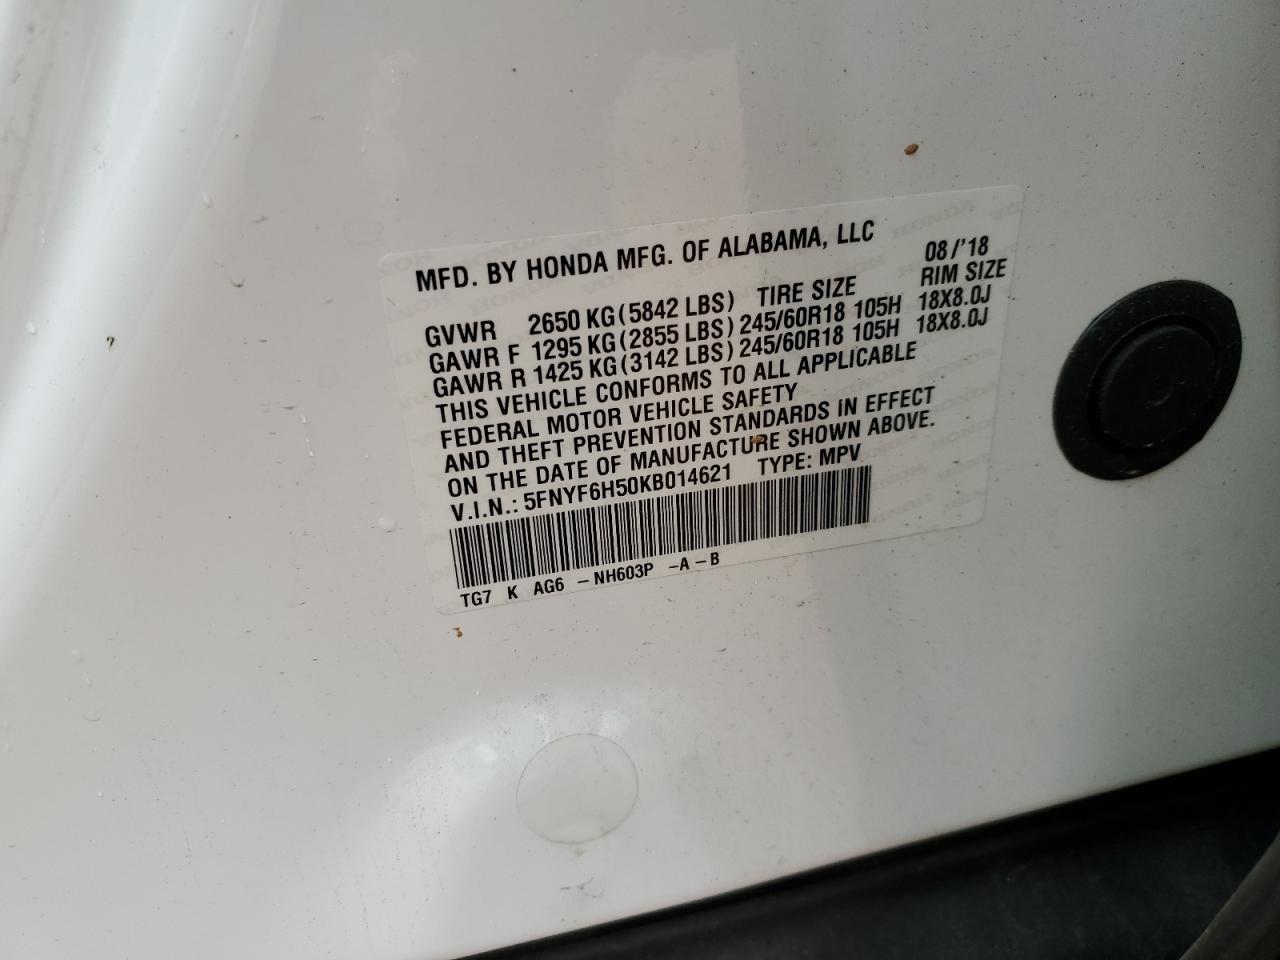 MFD. BY HONDA MFG. OF ALABAMA, LLC 08/'18
GVWR 2650 KG(5842 LBS) TIRE SIZE RIM SIZE
GAWR F 1295 KG(2855 LBS) 245/60R18 105H 18X8.0J
GAWR R 1425 KG(3142 LBS) 245/60R18 105H 18X8.0J
THIS VEHICLE CONFORMS TO ALL APPLICABLE
FEDERAL MOTOR VEHICLE SAFETY
AND THEFT PREVENTION STANDARDS IN EFFECT
ON THE DATE OF MANUFACTURE SHOWN ABOVE.
V.I.N.: 5FNYF6H50KB014621 TYPE: MPV
TG7 K AG6 -NH603P -A-B